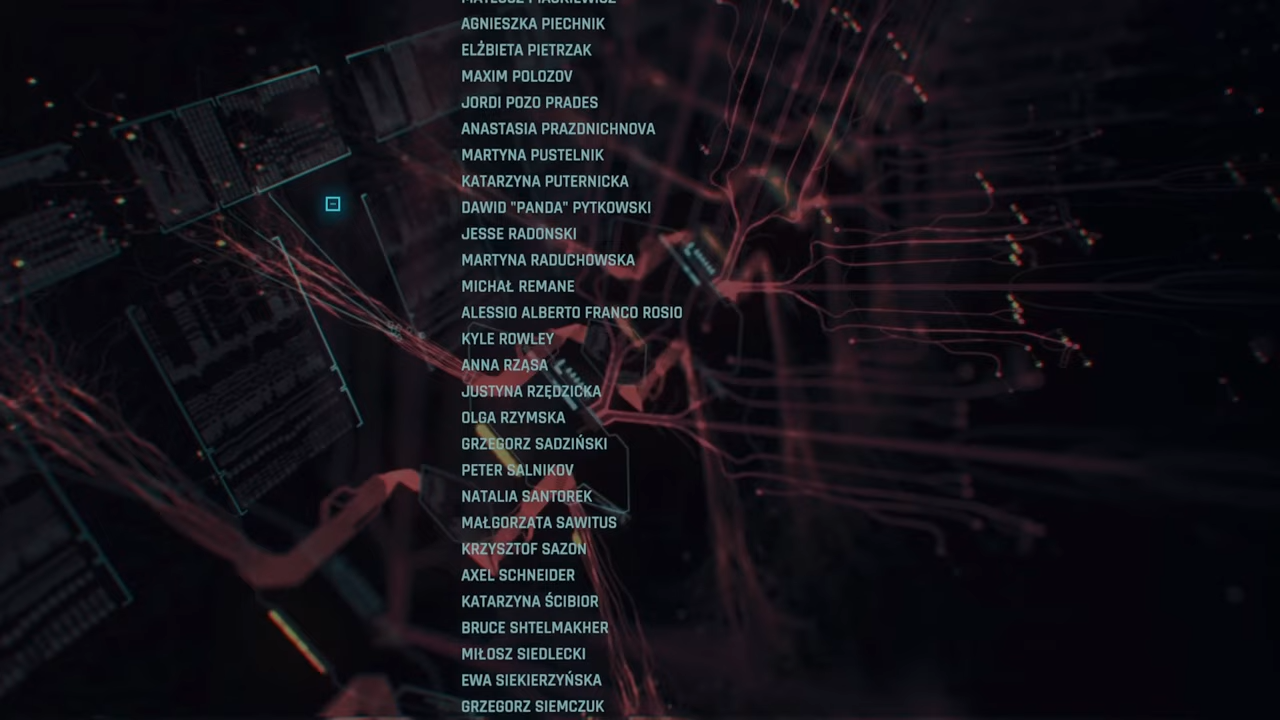 MATEUSZ PIASKIEWICZ
AGNIESZKA PIECHNIK
ELŻBIETA PIETRZAK
MAXIM POLOZOV
JORDI POZO PRADES
ANASTASIA PRAZDNICHNOVA
MARTYNA PUSTELNIK
KATARZYNA PUTERNICKA
DAWID "PANDA" PYTKOWSKI
JESSE RADONSKI
MARTYNA RADUCHOWSKA
MICHAŁ REMANE
ALESSIO ALBERTO FRANCO ROSIO
KYLE ROWLEY
ANNA RZĄSA
JUSTYNA RZĘDZICKA
OLGA RZYMSKA
GRZEGORZ SADZIŃSKI
PETER SALNIKOV
NATALIA SANTOREK
MAŁGORZATA SAWITUS
KRZYSZTOF SAZON
AXEL SCHNEIDER
KATARZYNA ŚCIBIOR
BRUCE SHTELMAKHER
MIŁOSZ SIEDLECKI
EWA SIEKIERZYŃSKA
GRZEGORZ SIEMCZUK